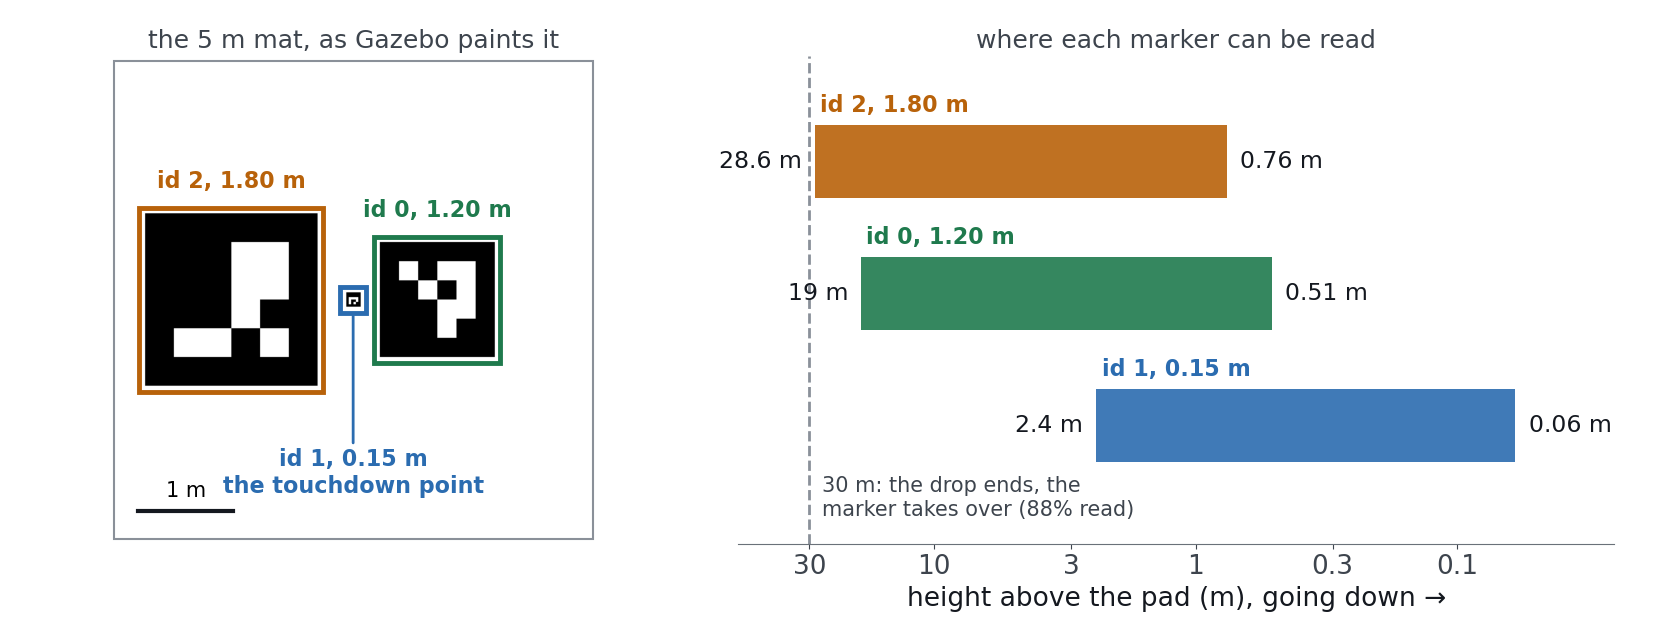 the 5 m mat, as Gazebo paints it
id 2, 1.80 m
id 0, 1.20 m
id 1, 0.15 m
the touchdown point
1 m
where each marker can be read
id 2, 1.80 m
28.6 m
0.76 m
id 0, 1.20 m
19 m
0.51 m
id 1, 0.15 m
2.4 m
0.06 m
30 m: the drop ends, the
marker takes over (88% read)
30 10 3 1 0.3 0.1
height above the pad (m), going down →